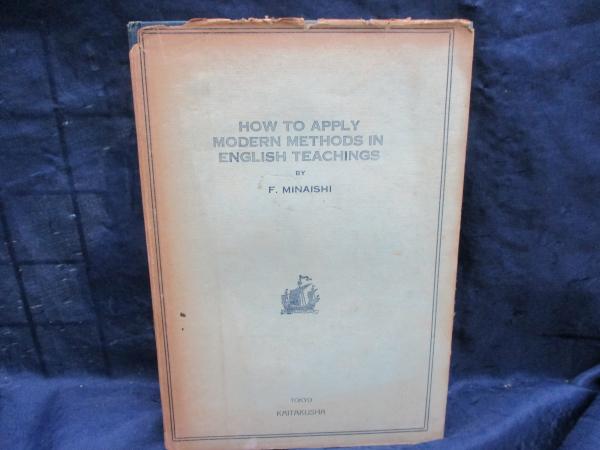 HOW TO APPLY
MODERN METHODS IN
ENGLISH TEACHINGS
BY
F. MINAISHI
TOKYO
KAITAKUSHA